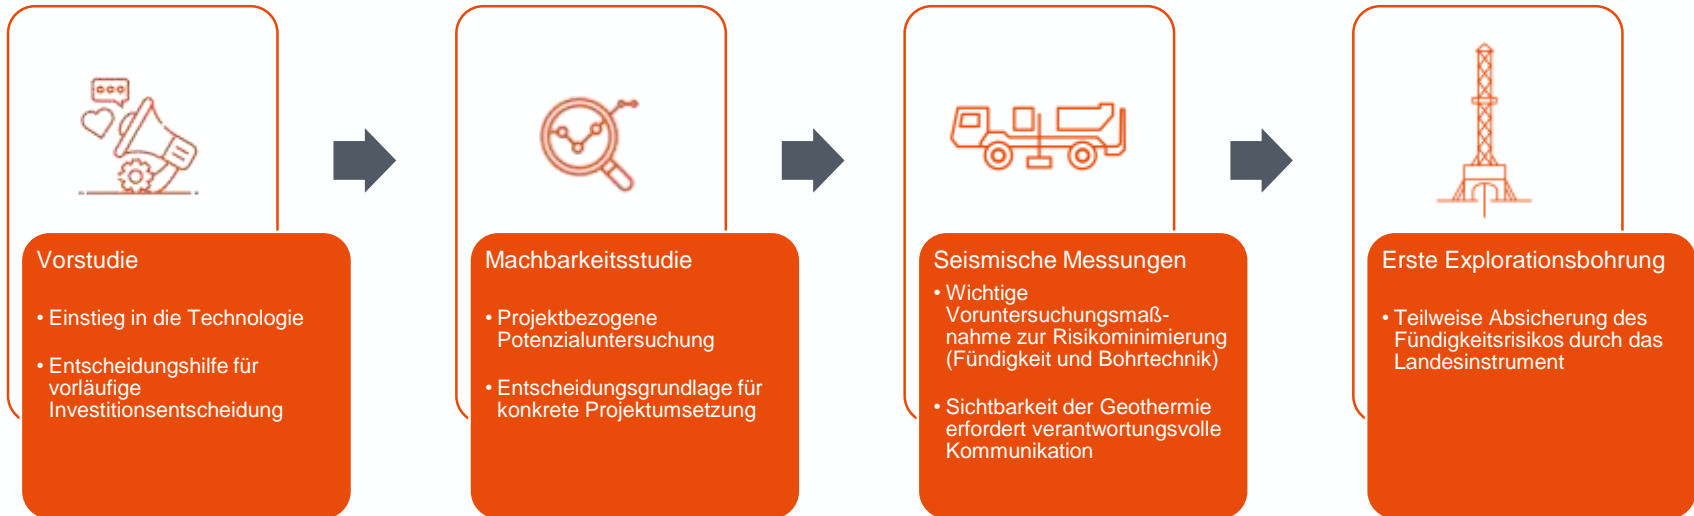 Vorstudie
• Einstieg in die Technologie
• Entscheidungshilfe für
vorläufige
Investitionsentscheidung
Machbarkeitsstudie
• Projektbezogene
Potenzialuntersuchung
• Entscheidungsgrundlage für
konkrete Projektumsetzung
Seismische Messungen
• Wichtige
Voruntersuchungsmaß-
nahme zur Risikominimierung
(Fündigkeit und Bohrtechnik)
• Sichtbarkeit der Geothermie
erfordert verantwortungsvolle
Kommunikation
Erste Explorationsbohrung
• Teilweise Absicherung des
Fündigkeitsrisikos durch das
Landesinstrument